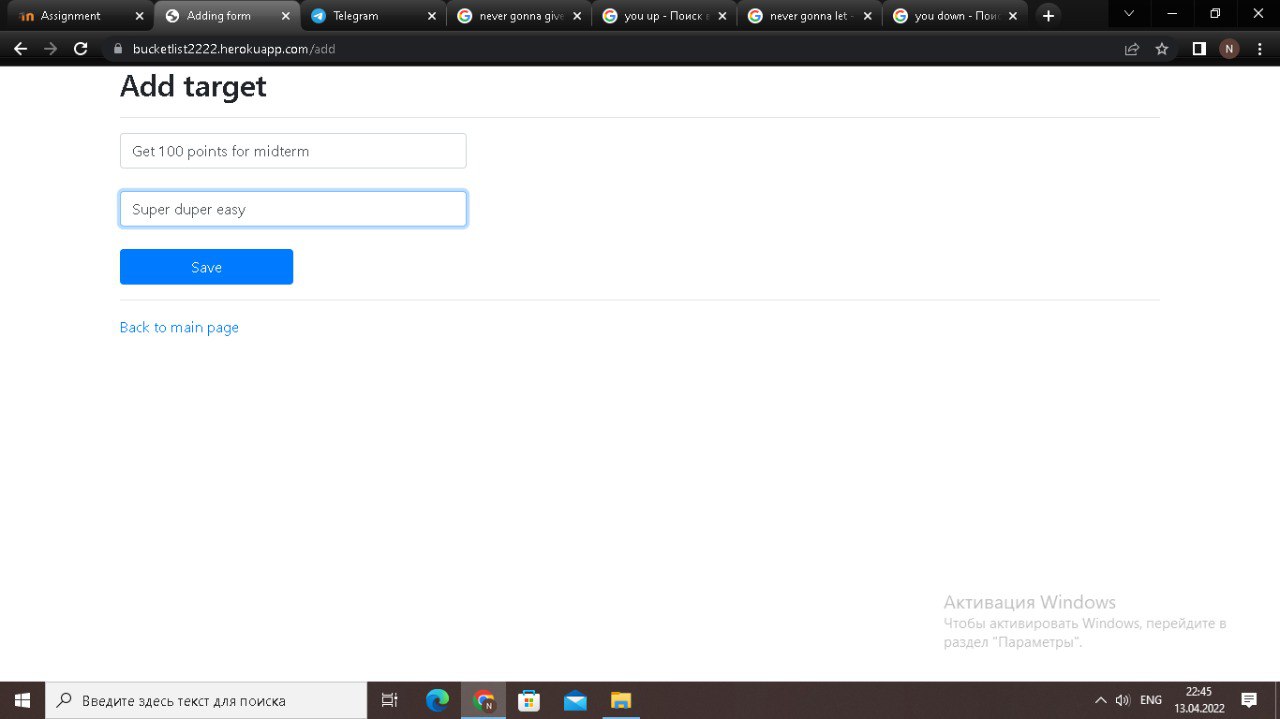 Assignment
Adding form
Telegram
never gonna give
you up - Поиск в
never gonna let -
you down - Поис
bucketlist2222.herokuapp.com/add
N
Add target
Get 100 points for midterm
Super duper easy
Save
Back to main page
Активация Windows
Чтобы активировать Windows, перейдите в
раздел "Параметры".
Введите здесь текст для поиска
N
ENG
22:45
13.04.2022